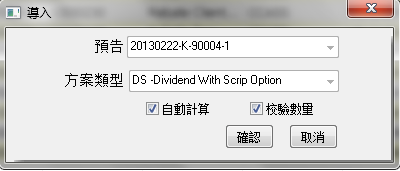 導入
預告 20130222-K-90004-1
方案類型 DS -Dividend With Scrip Option
自動計算 校驗數量
確認 取消